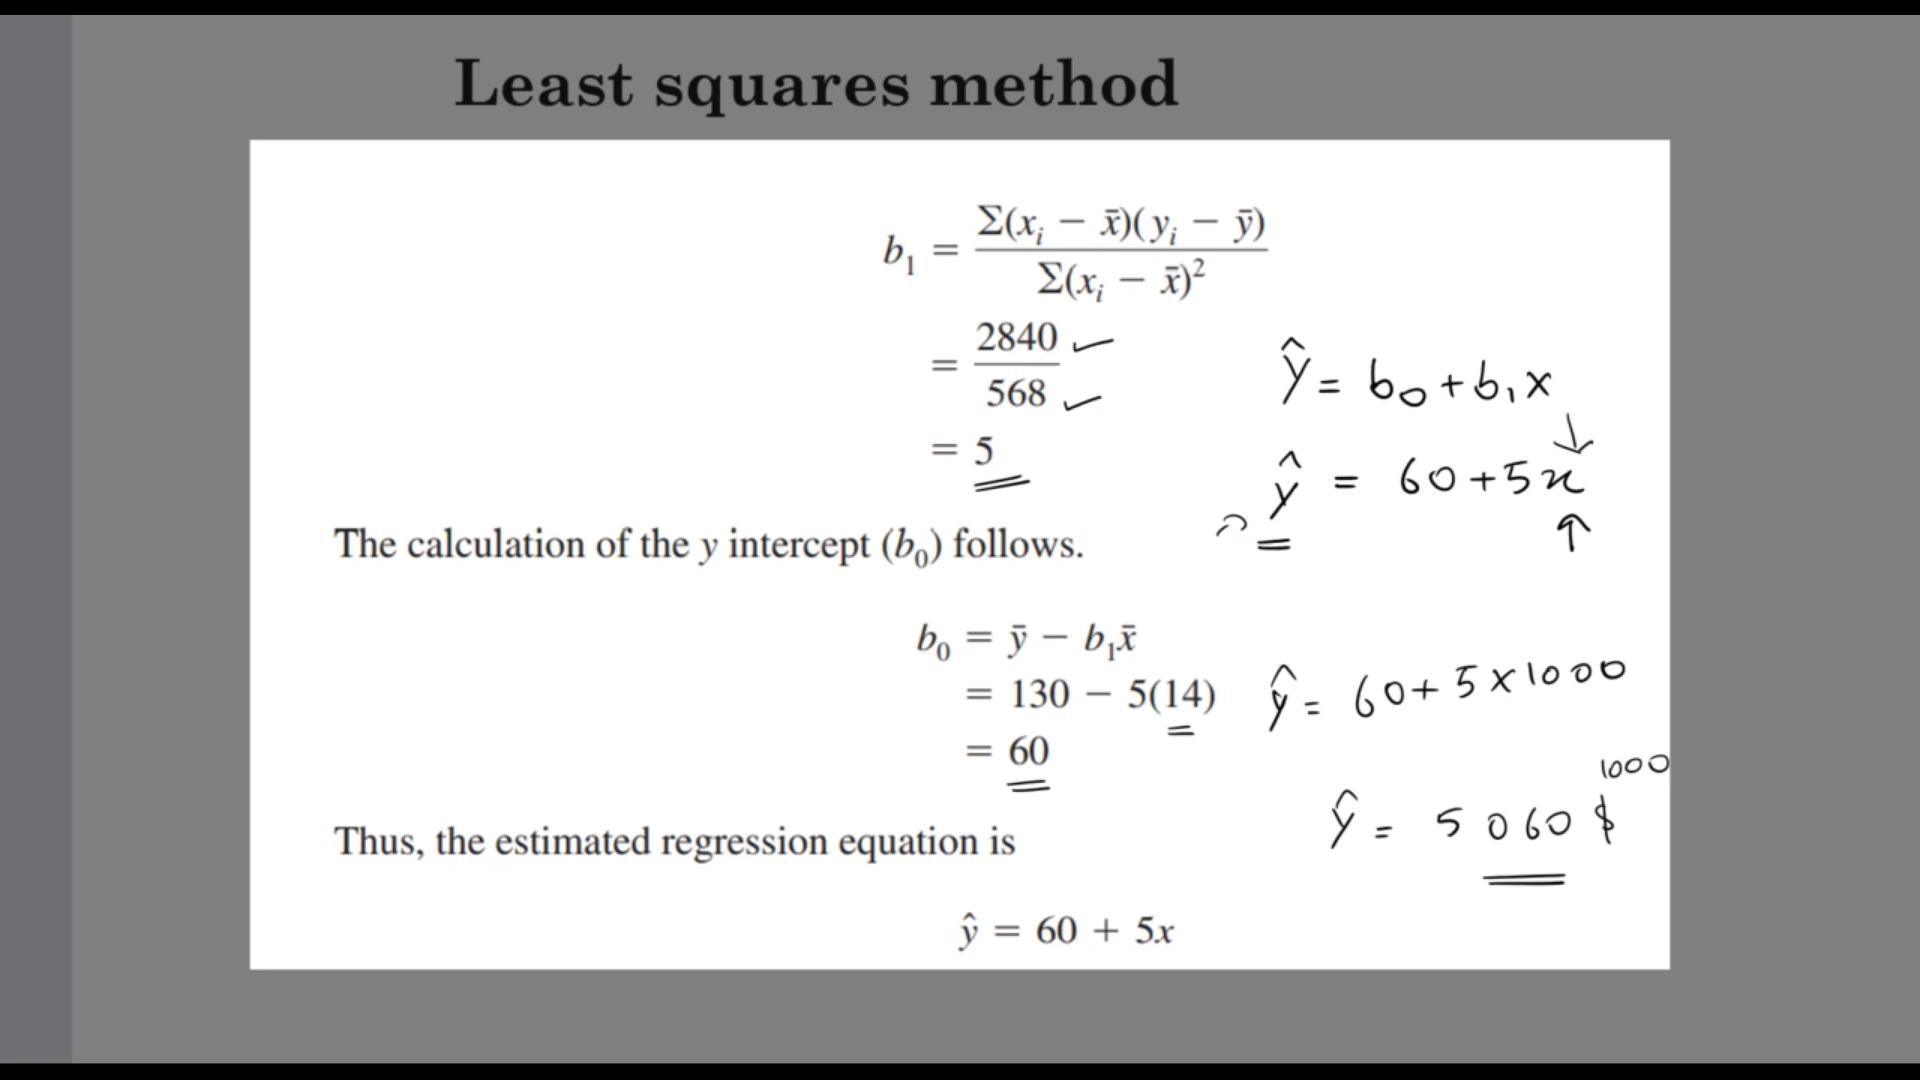 Least squares method
b₁ = Σ(xᵢ − x̄)(yᵢ − ȳ) / Σ(xᵢ − x̄)²
= 2840 / 568
= 5
ŷ = b₀ + b₁x
ŷ = 60 + 5x
The calculation of the y intercept (b₀) follows.
b₀ = ȳ − b₁x̄
= 130 − 5(14)
= 60
ŷ = 60 + 5 × 1000
1000
ŷ = 5060 $
Thus, the estimated regression equation is
ŷ = 60 + 5x